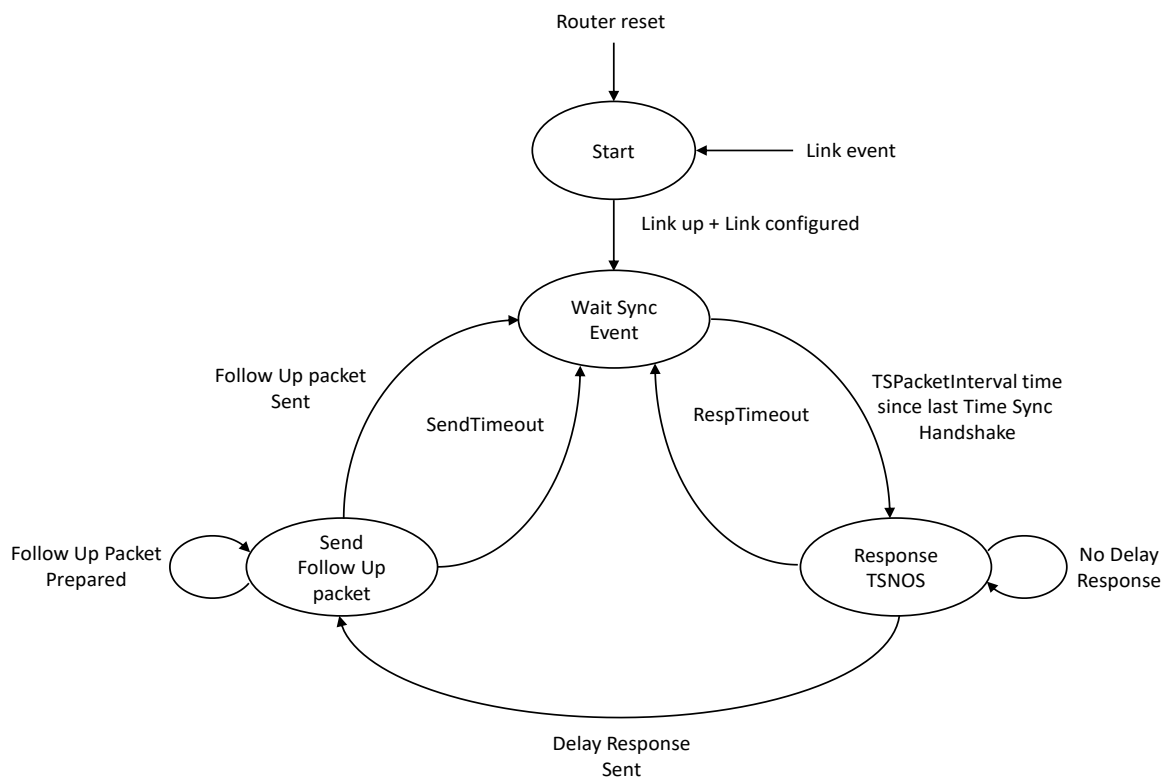 Router reset
Start
Link event
Link up + Link configured
Wait Sync
Event
Follow Up packet
Sent
SendTimeout
RespTimeout
TSPacketInterval time
since last Time Sync
Handshake
Follow Up Packet
Prepared
Send
Follow Up
packet
Response
TSNOS
No Delay
Response
Delay Response
Sent